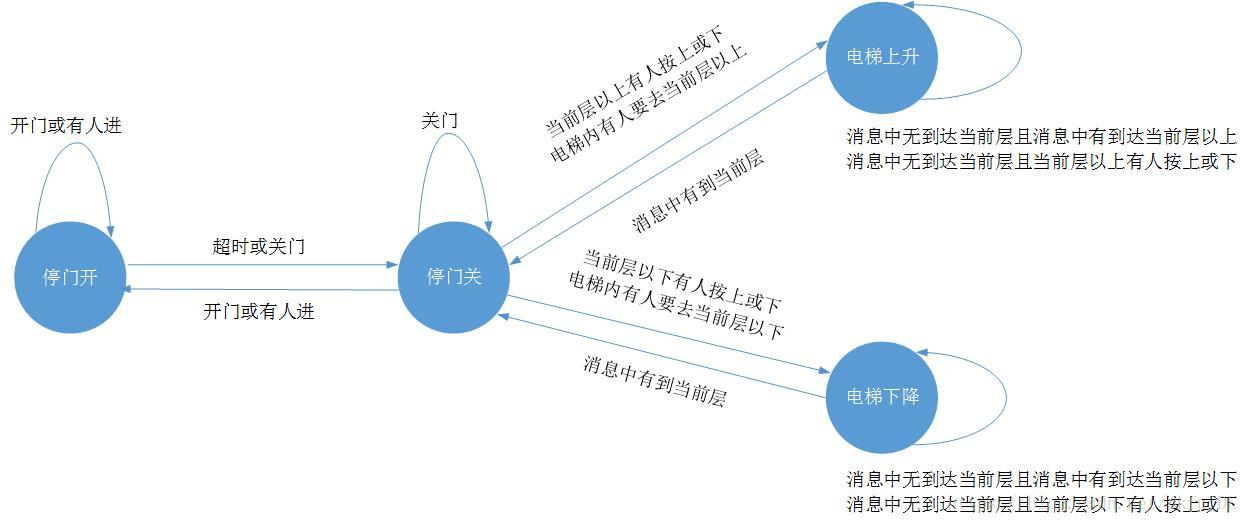 当前层以上有人按上或下
电梯内有人要去当前层以上
电梯上升
开门或有人进
关门
消息中无到达当前层且消息中有到达当前层以上
消息中无到达当前层且当前层以上有人按上或下
消息中有到当前层
超时或关门
停门开
停门关
开门或有人进
当前层以下有人按上或下
电梯内有人要去当前层以下
消息中有到当前层
电梯下降
消息中无到达当前层且消息中有到达当前层以下
消息中无到达当前层且当前层以下有人按上或下